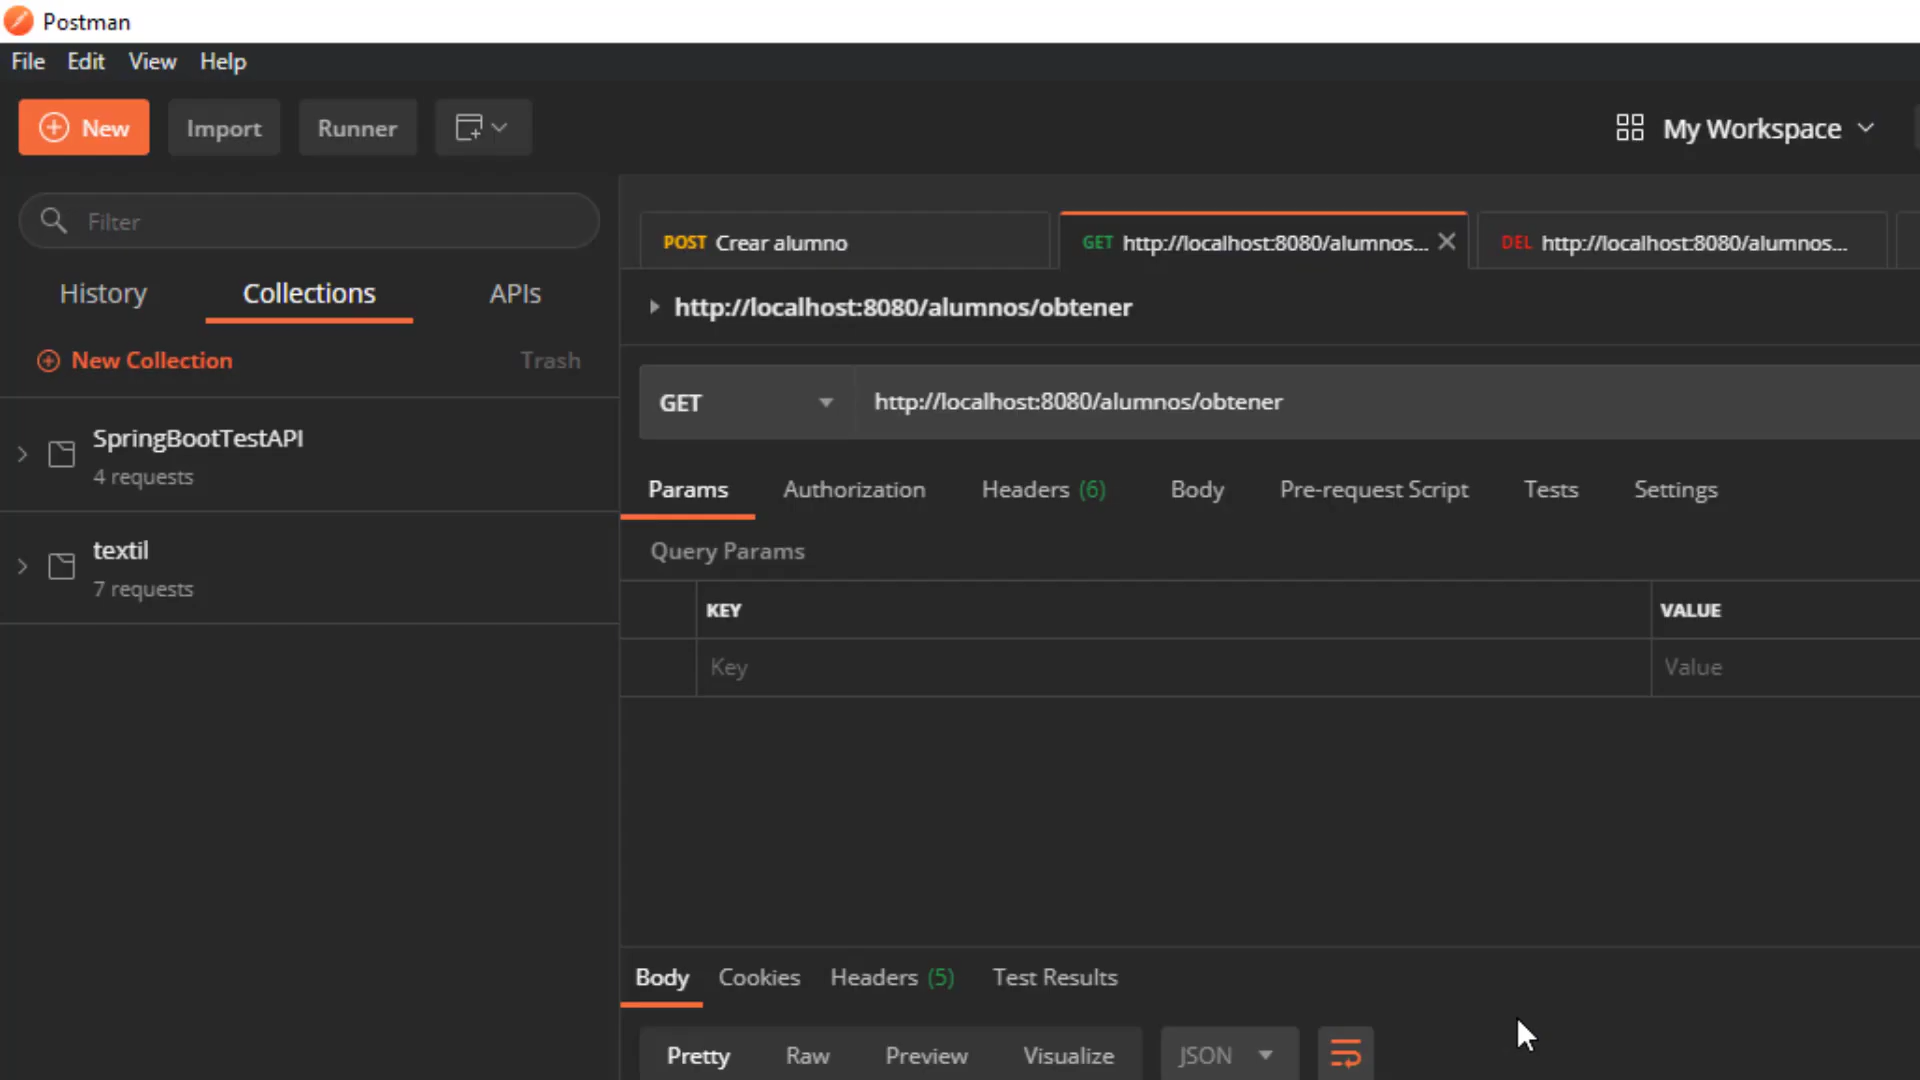 Postman
File Edit View Help
New Import Runner My Workspace
Filter
POST Crear alumno GET http://localhost:8080/alumnos... DEL http://localhost:8080/alumnos...
History Collections APIs
http://localhost:8080/alumnos/obtener
New Collection Trash
GET http://localhost:8080/alumnos/obtener
SpringBootTestAPI
4 requests
Params Authorization Headers (6) Body Pre-request Script Tests Settings
textil
7 requests
Query Params
KEY VALUE
Key Value
Body Cookies Headers (5) Test Results
Pretty Raw Preview Visualize JSON